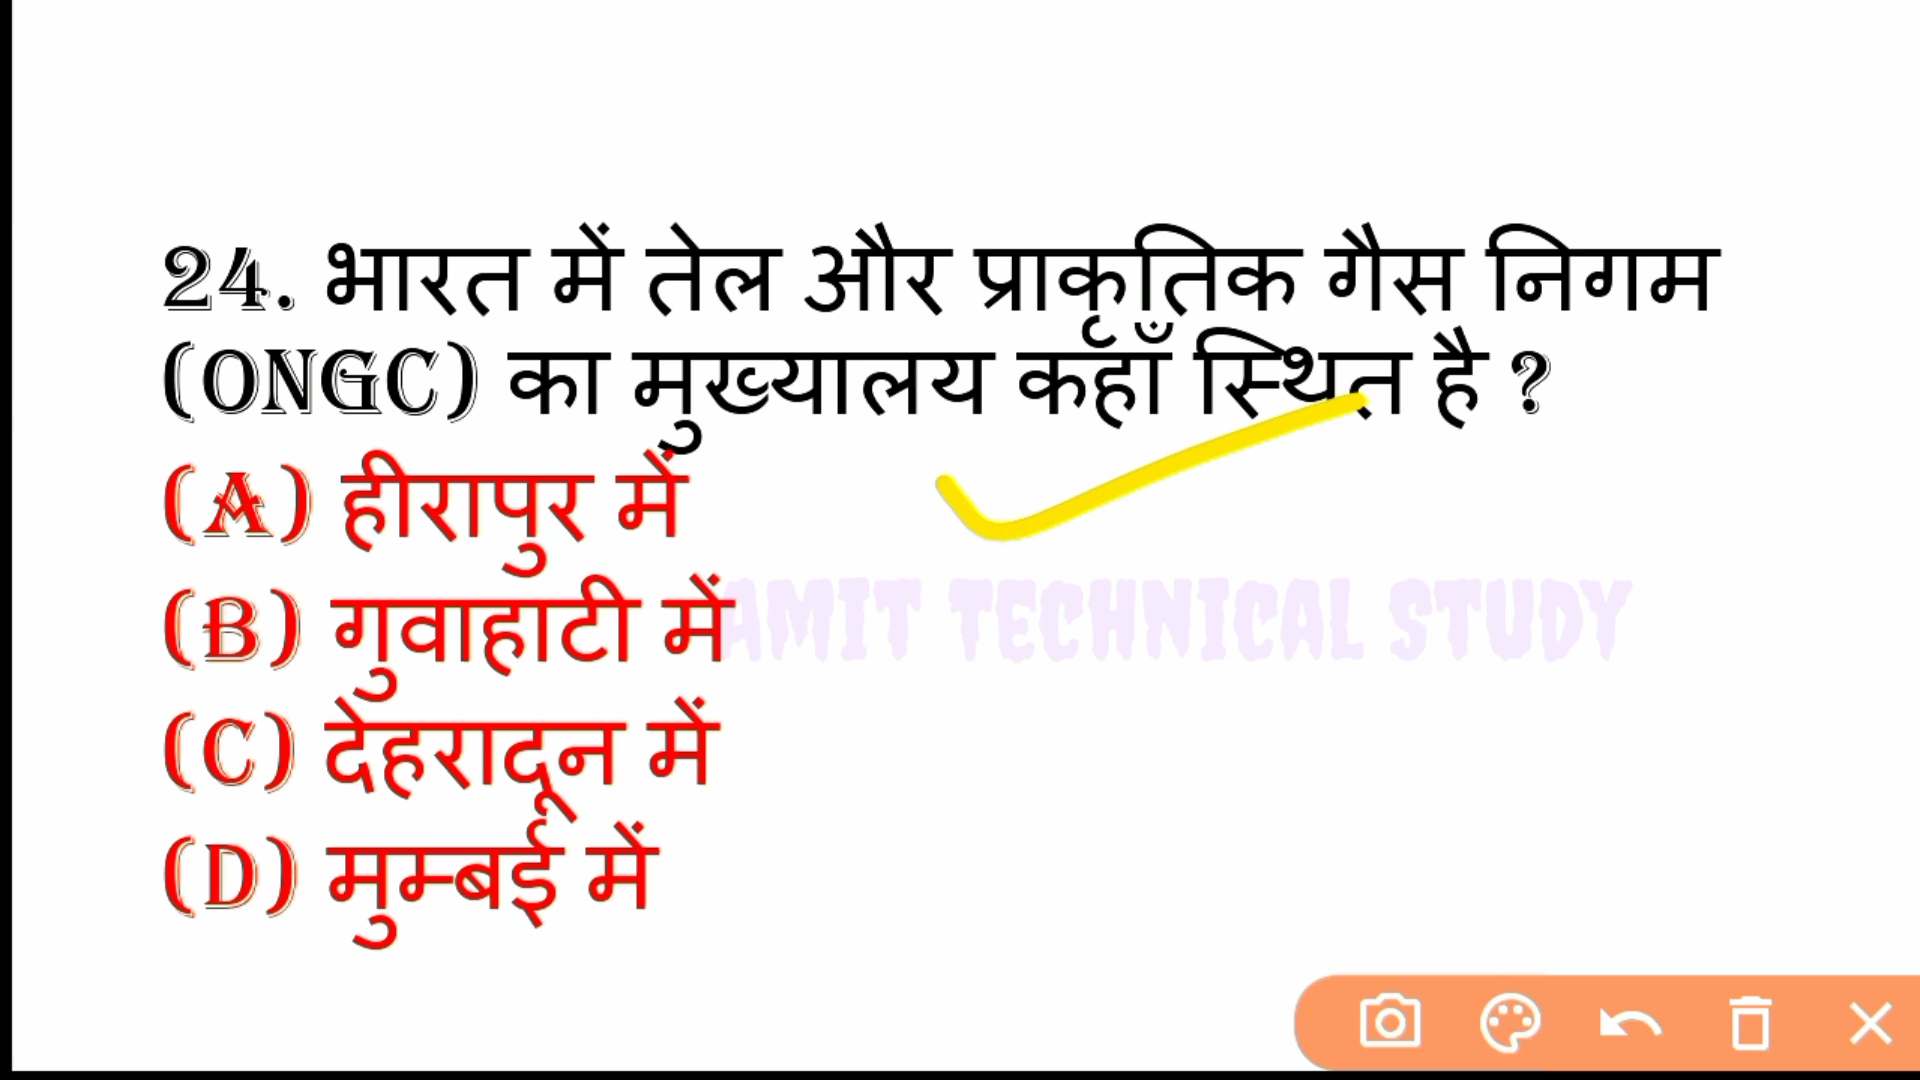 24. भारत में तेल और प्राकृतिक गैस निगम
(ONGC) का मुख्यालय कहाँ स्थित है ?
(A) हीरापुर में
(B) गुवाहाटी में
AMIT TECHNICAL STUDY
(C) देहरादून में
(D) मुम्बई में